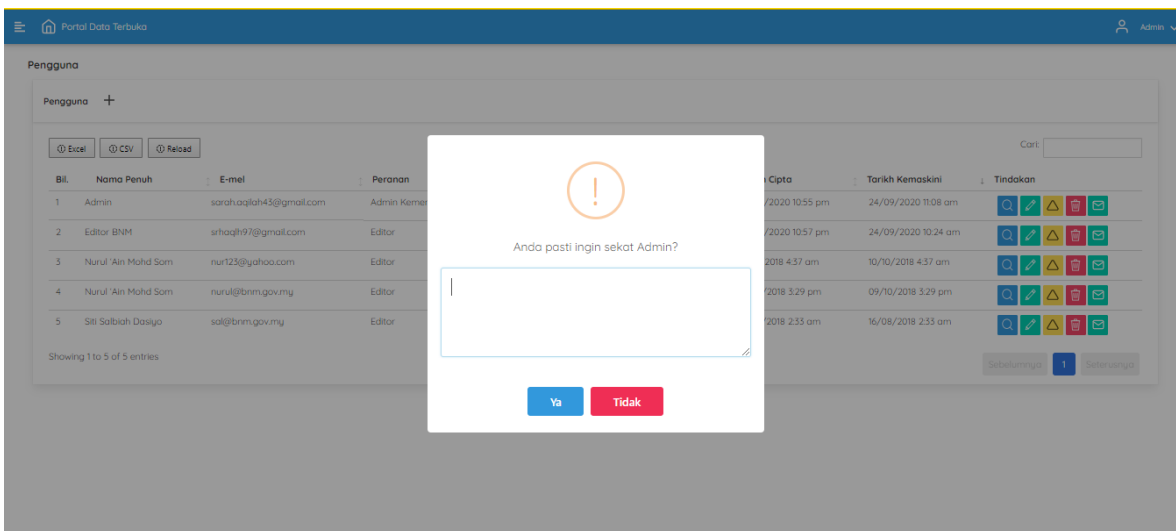 Portal Data Terbuka Admin
Pengguna
Pengguna +
Excel CSV Reload Cari:
Bil. Nama Penuh E-mel Peranan Cipta Tarikh Kemaskini Tindakan
1 Admin sarah.aqilah43@gmail.com Admin Kemer /2020 10:55 pm 24/09/2020 11:08 am
2 Editor BNM srhaqlh97@gmail.com Editor /2020 10:57 pm 24/09/2020 10:24 am
3 Nurul 'Ain Mohd Som nur123@yahoo.com Editor 2018 4:37 am 10/10/2018 4:37 am
4 Nurul 'Ain Mohd Som nurul@bnm.gov.my Editor /2018 3:29 pm 09/10/2018 3:29 pm
5 Siti Salbiah Dasiyo sal@bnm.gov.my Editor /2018 2:33 am 16/08/2018 2:33 am
Showing 1 to 5 of 5 entries Sebelumnya 1 Seterusnya
!
Anda pasti ingin sekat Admin?
Ya Tidak